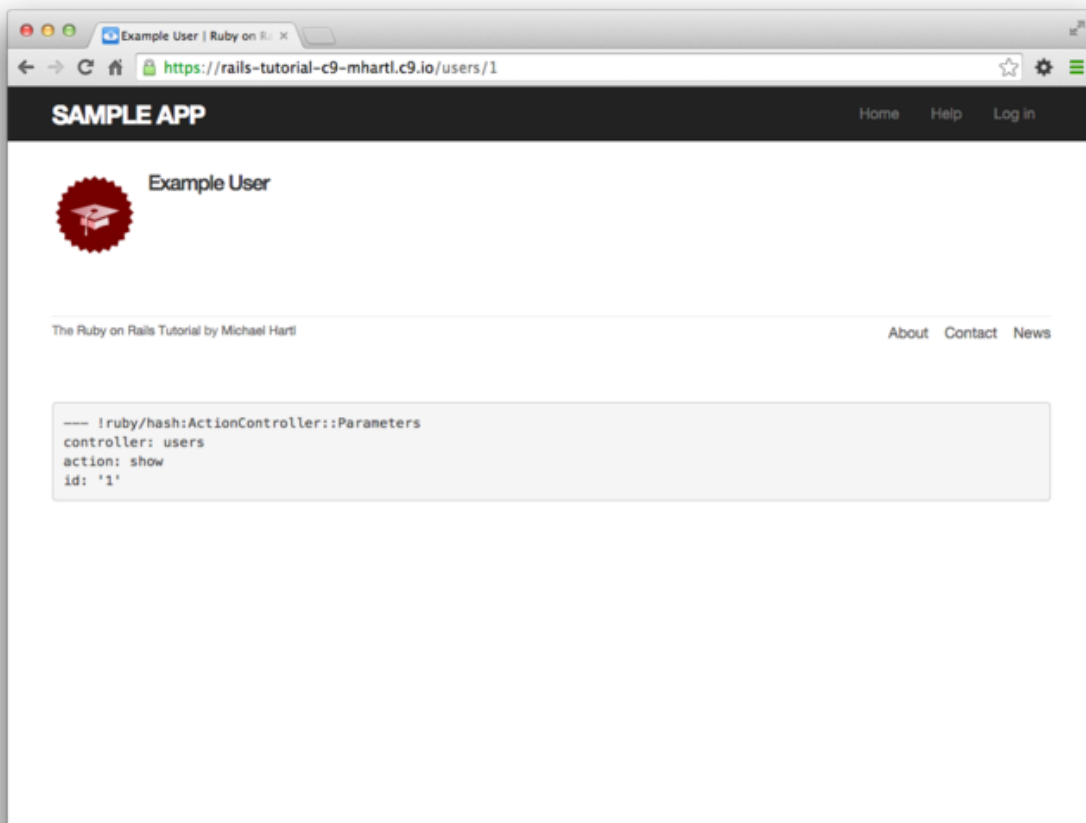 Example User | Ruby on Ra
https://rails-tutorial-c9-mhartl.c9.io/users/1
SAMPLE APP Home Help Log in
Example User
The Ruby on Rails Tutorial by Michael Hartl About Contact News
--- !ruby/hash:ActionController::Parameters
controller: users
action: show
id: '1'